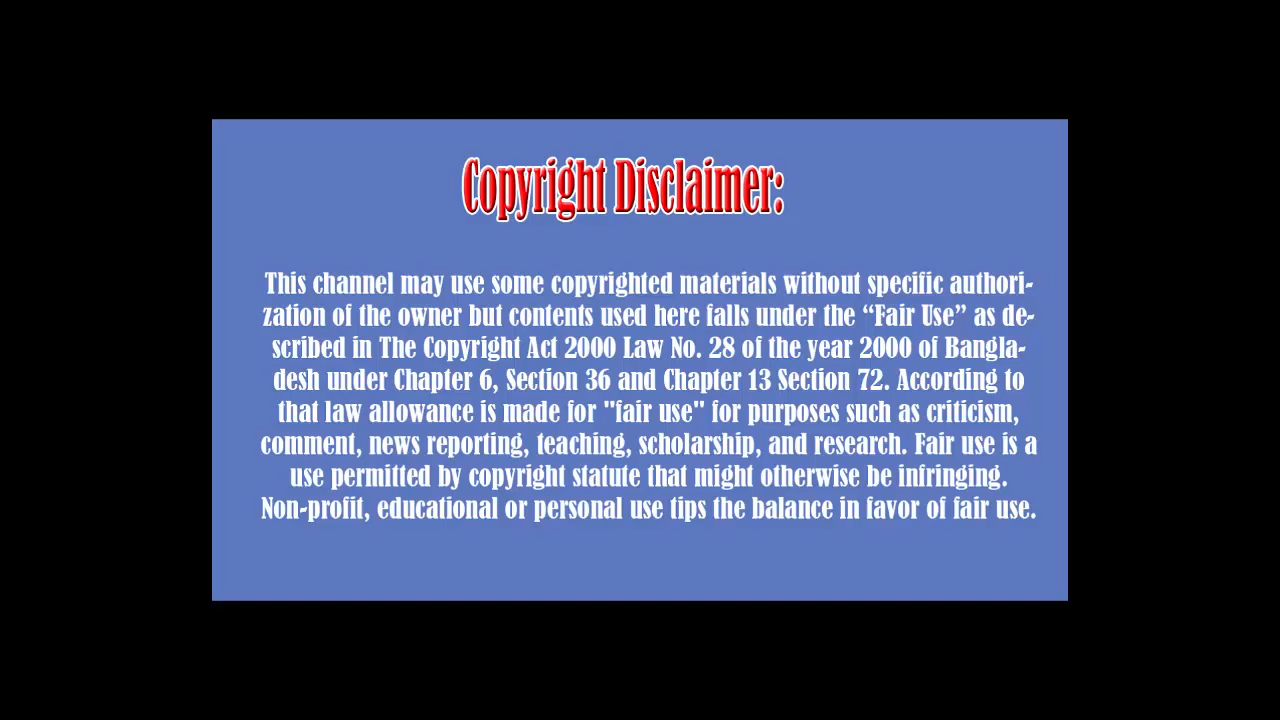 Copyright Disclaimer:
This channel may use some copyrighted materials without specific authori-
zation of the owner but contents used here falls under the “Fair Use” as de-
scribed in The Copyright Act 2000 Law No. 28 of the year 2000 of Bangla-
desh under Chapter 6, Section 36 and Chapter 13 Section 72. According to
that law allowance is made for "fair use" for purposes such as criticism,
comment, news reporting, teaching, scholarship, and research. Fair use is a
use permitted by copyright statute that might otherwise be infringing.
Non-profit, educational or personal use tips the balance in favor of fair use.